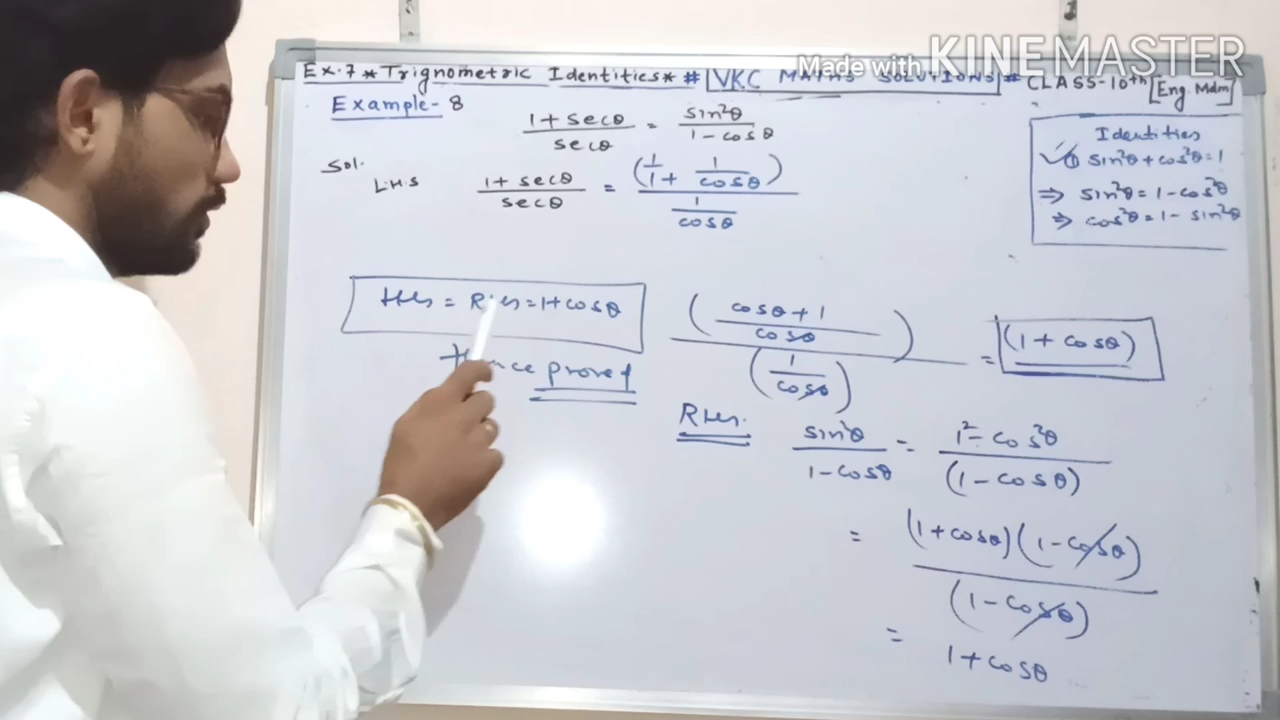 Made with KINEMASTER
Ex.7 * Trignometric Identities * # VKC MATHS SOLUTIONS # CLASS-10th [Eng. Mdm]
Example - 8
1 + secθ / secθ = sin²θ / 1 - cosθ
Sol.
L.H.S 1 + secθ / secθ = (1/1 + 1/cosθ) / 1/cosθ
Identities
① sin²θ + cos²θ = 1
⇒ sin²θ = 1 - cos²θ
⇒ cos²θ = 1 - sin²θ
(cosθ + 1 / cosθ) / (1 / cosθ) = (1 + cosθ)
LHS = RHS = 1 + cosθ
Hence proved
RHS. sin²θ / 1 - cosθ = 1² - cos²θ / (1 - cosθ)
= (1 + cosθ)(1 - cosθ) / (1 - cosθ)
= 1 + cosθ